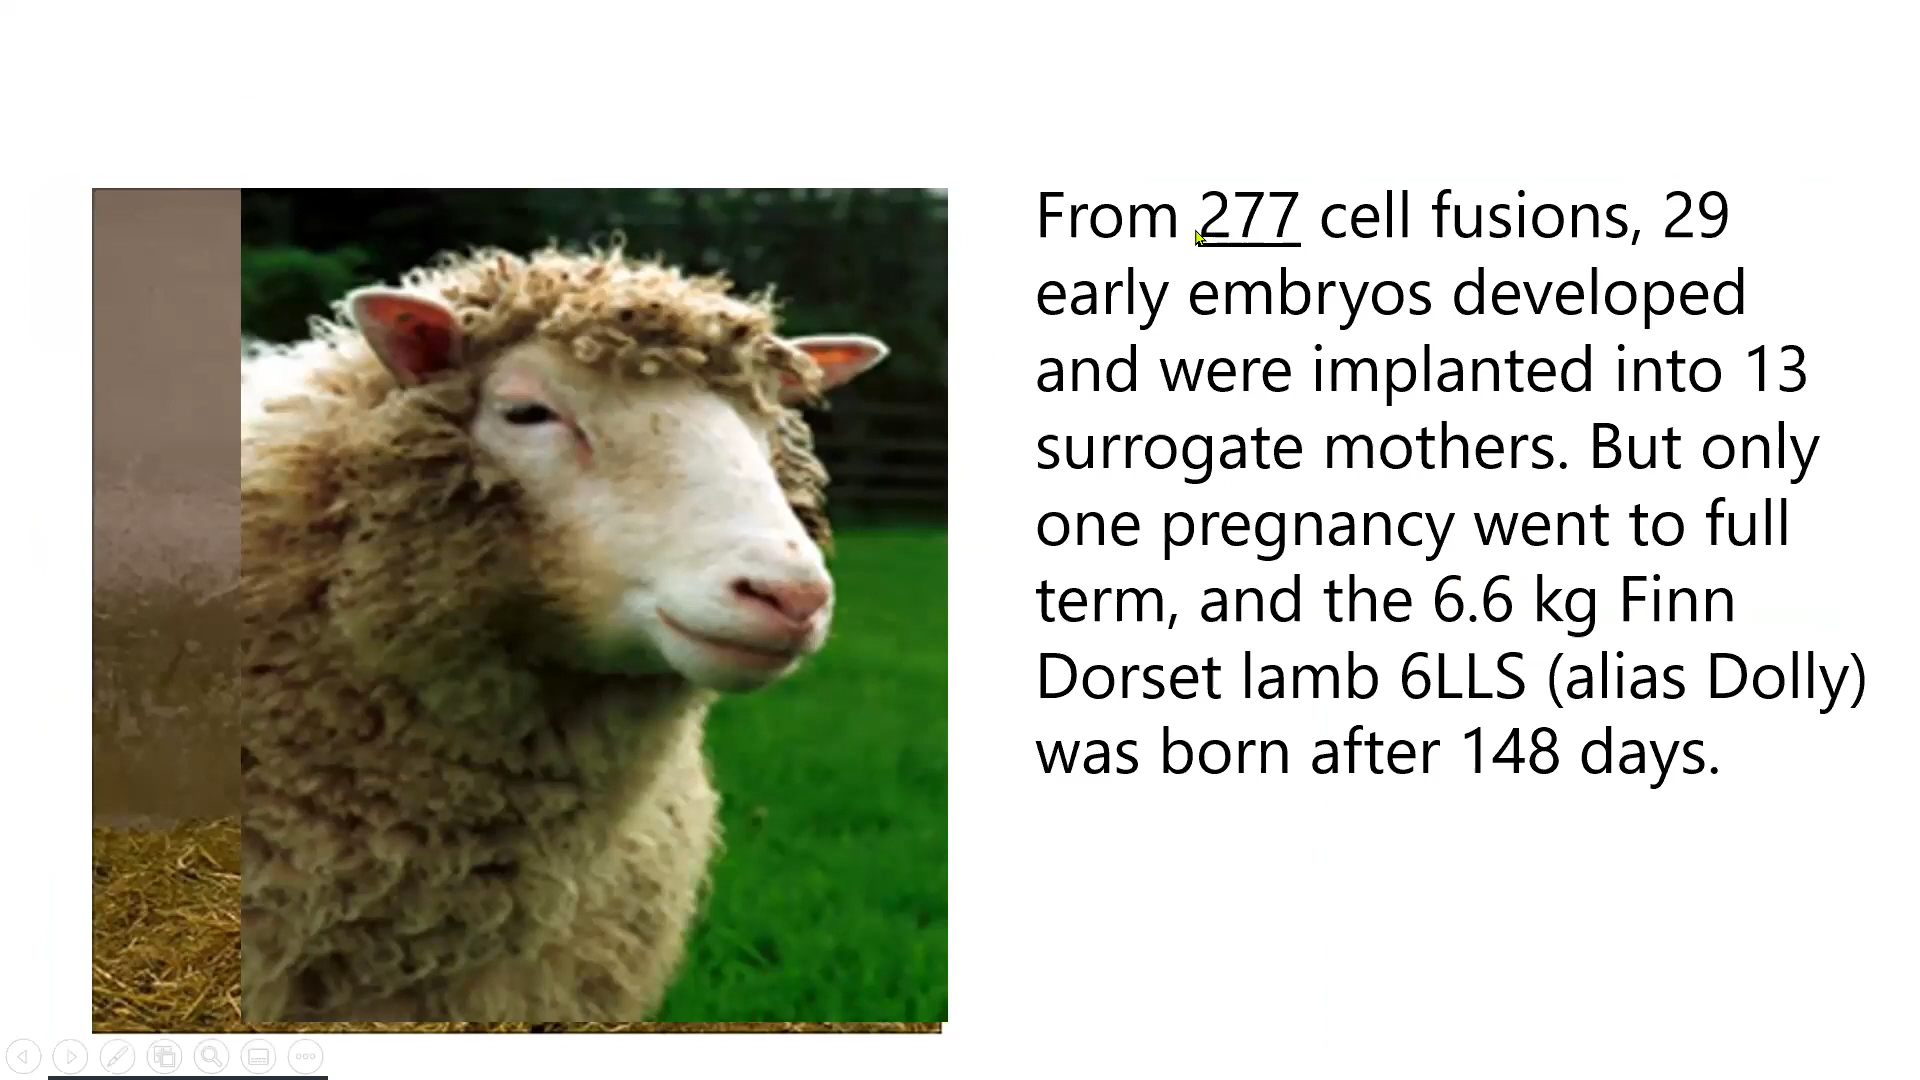 From 277 cell fusions, 29
early embryos developed
and were implanted into 13
surrogate mothers. But only
one pregnancy went to full
term, and the 6.6 kg Finn
Dorset lamb 6LLS (alias Dolly)
was born after 148 days.